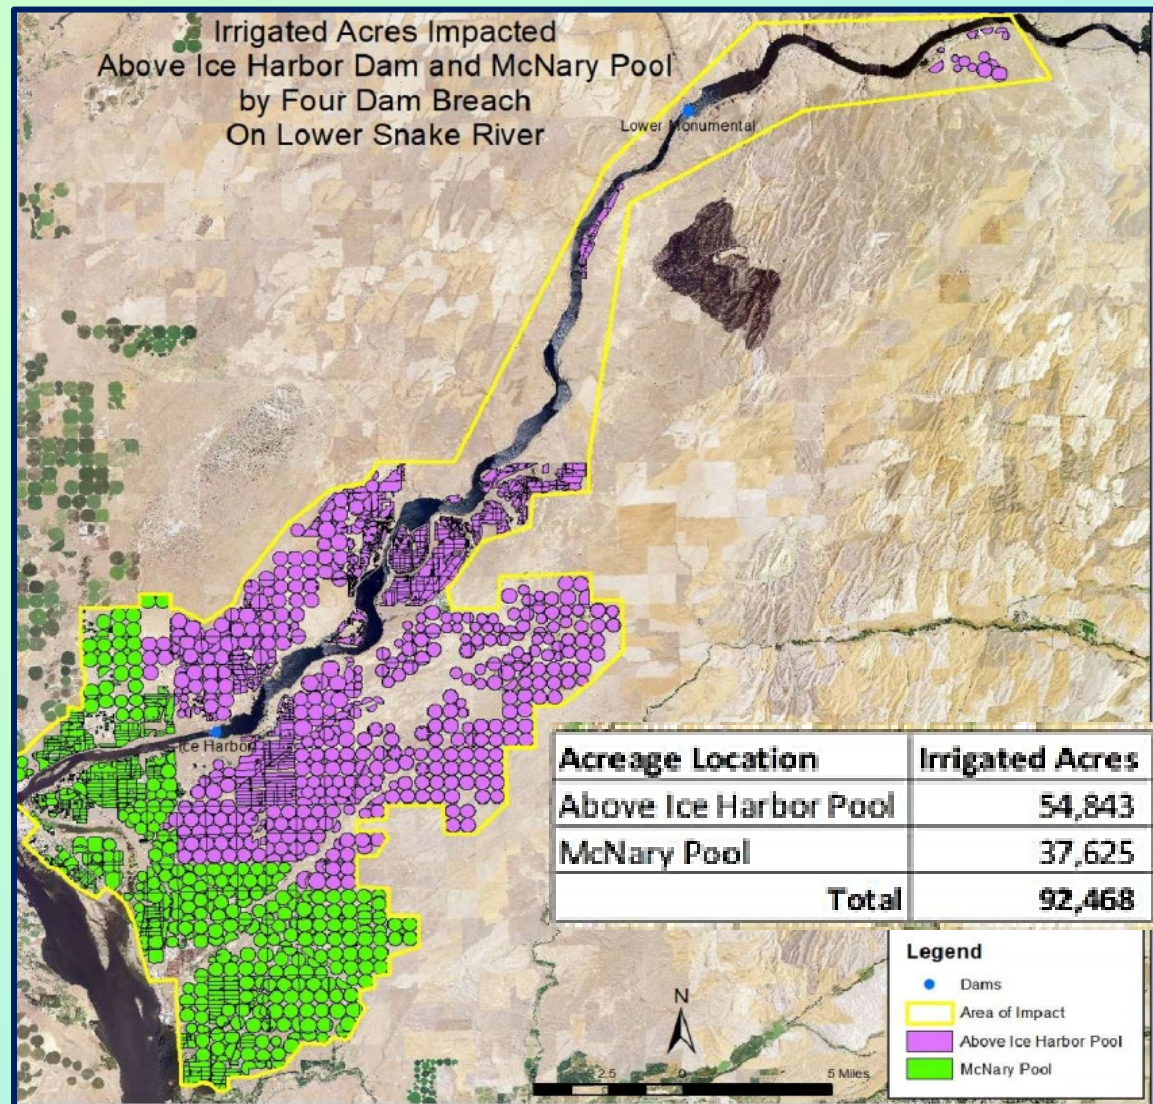 Irrigated Acres Impacted
Above Ice Harbor Dam and McNary Pool
by Four Dam Breach
On Lower Snake River
Lower Monumental
Ice Harbor
Acreage Location Irrigated Acres
Above Ice Harbor Pool 54,843
McNary Pool 37,625
Total 92,468
Legend
Dams
Area of Impact
Above Ice Harbor Pool
McNary Pool
N
5 2.5 0 5 Miles